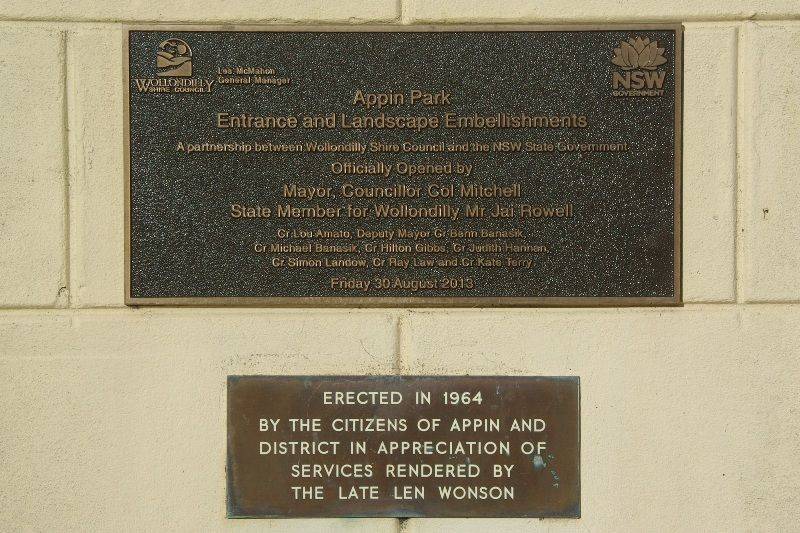 WOLLONDILLY
SHIRE COUNCIL
Les McMahon
General Manager
NSW
GOVERNMENT
Appin Park
Entrance and Landscape Embellishments
A partnership between Wollondilly Shire Council and the NSW State Government
Officially Opened by
Mayor, Councillor Col Mitchell
State Member for Wollondilly Mr Jai Rowell
Cr Lou Amato, Deputy Mayor Cr Benn Banasik,
Cr Michael Banasik, Cr Hilton Gibbs, Cr Judith Hannan,
Cr Simon Landow, Cr Ray Law and Cr Kate Terry
Friday 30 August 2013
ERECTED IN 1964
BY THE CITIZENS OF APPIN AND
DISTRICT IN APPRECIATION OF
SERVICES RENDERED BY
THE LATE LEN WONSON